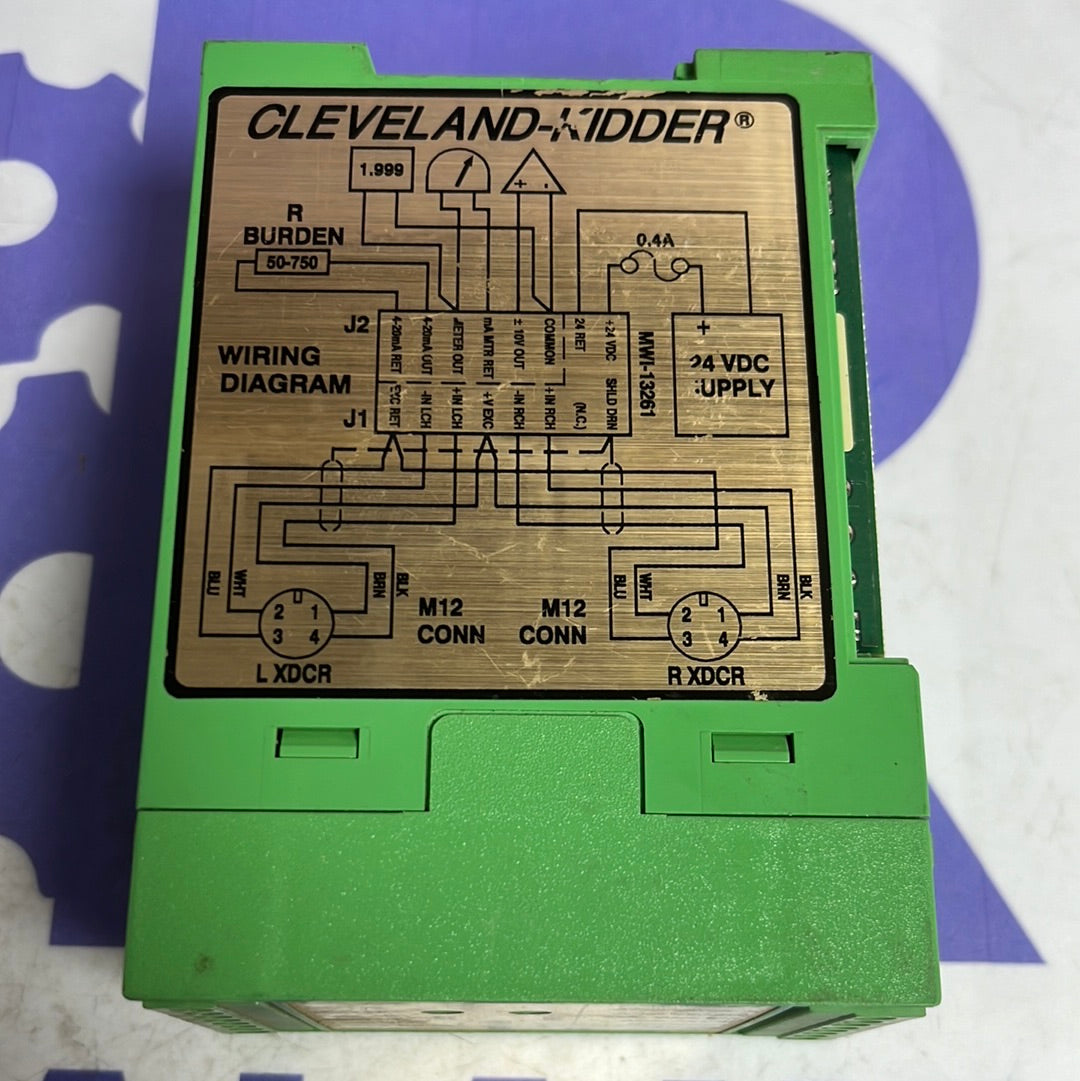 CLEVELAND-KIDDER®
1.999
+ -
R
BURDEN
50-750
0.4A
J2
4-20mA RET
4-20mA OUT
METER OUT
mA MTR RET
± 10V OUT
COMMON
24 RET
+24 VDC
MWI-13261
+
24 VDC
SUPPLY
WIRING
DIAGRAM
J1
EXC RET
-IN LCH
+IN LCH
+V EXC
-IN RCH
+IN RCH
(N.C.)
SHLD DRN
BLU
WHT
BRN
BLK
2 1
3 4
L XDCR
M12
CONN
M12
CONN
BLU
WHT
BRN
BLK
2 1
3 4
R XDCR